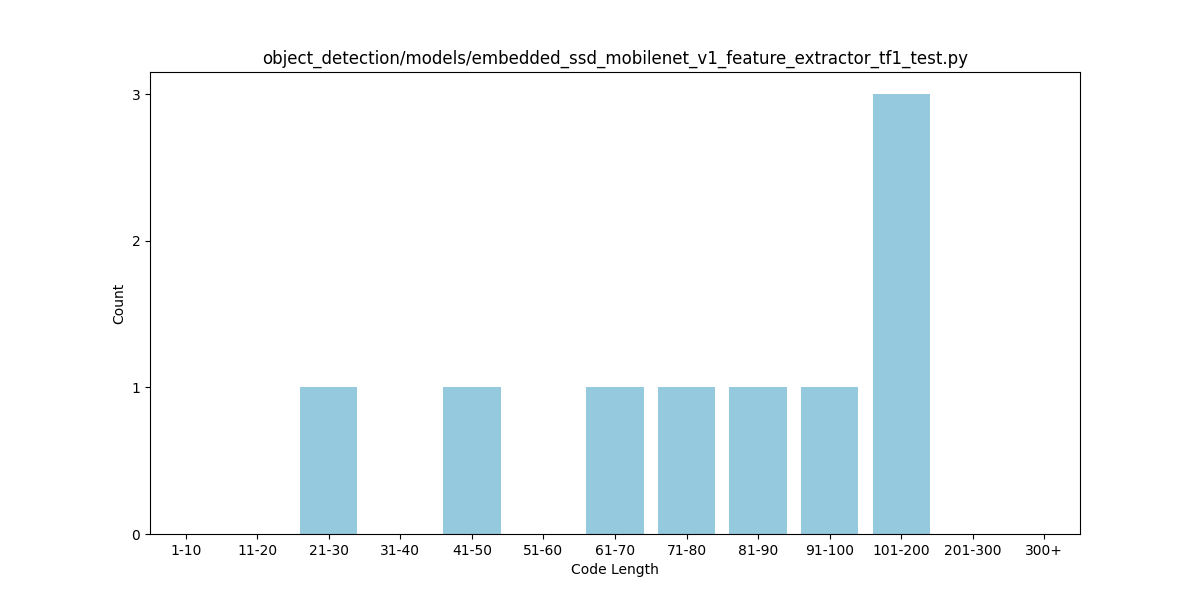 object_detection/models/embedded_ssd_mobilenet_v1_feature_extractor_tf1_test.py
3
2
1
0
Count
1-10 11-20 21-30 31-40 41-50 51-60 61-70 71-80 81-90 91-100 101-200 201-300 300+
Code Length